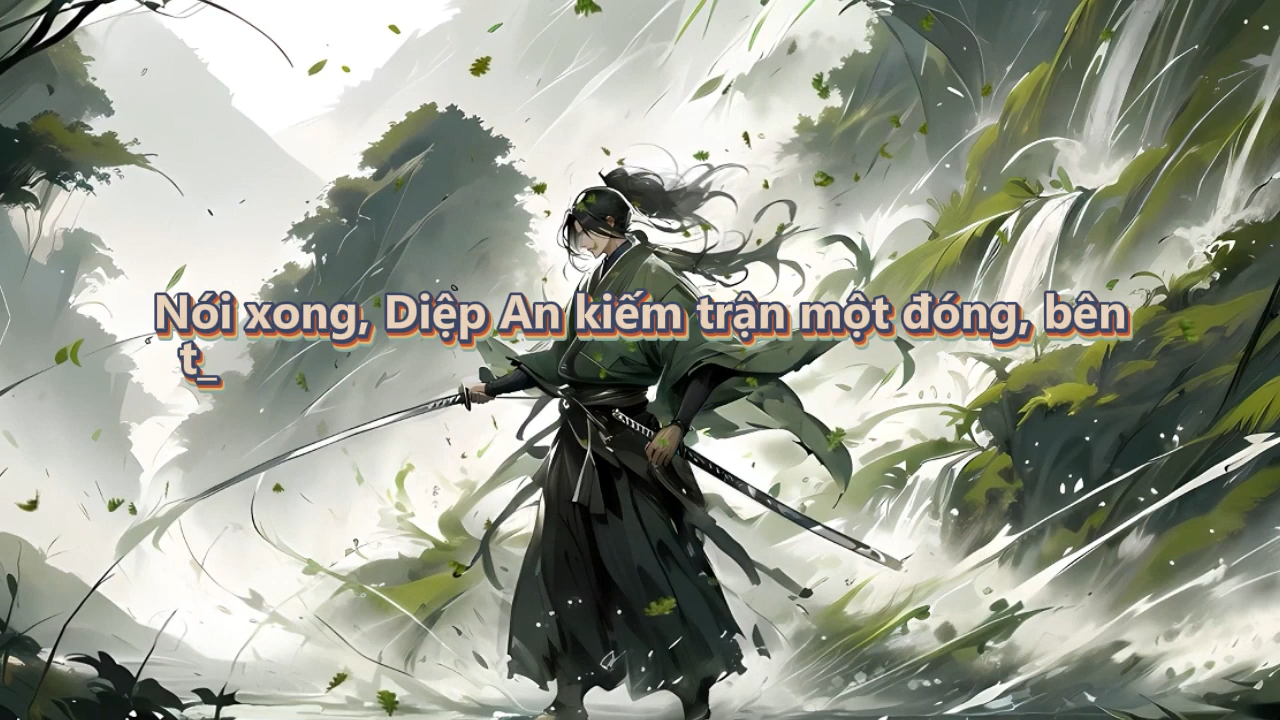 Nói xong, Diệp An kiếm trận một đóng, bên
t_